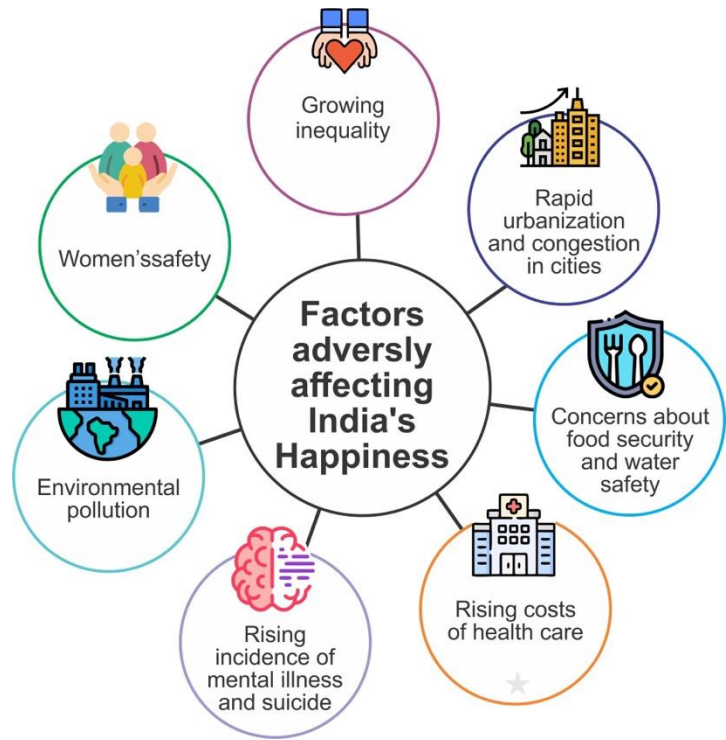 Growing
inequality
Rapid
urbanization
and congestion
in cities
Women'ssafety
Factors
adversly
affecting
India's
Happiness
Concerns about
food security
and water
safety
Environmental
pollution
Rising costs
of health care
Rising
incidence of
mental illness
and suicide